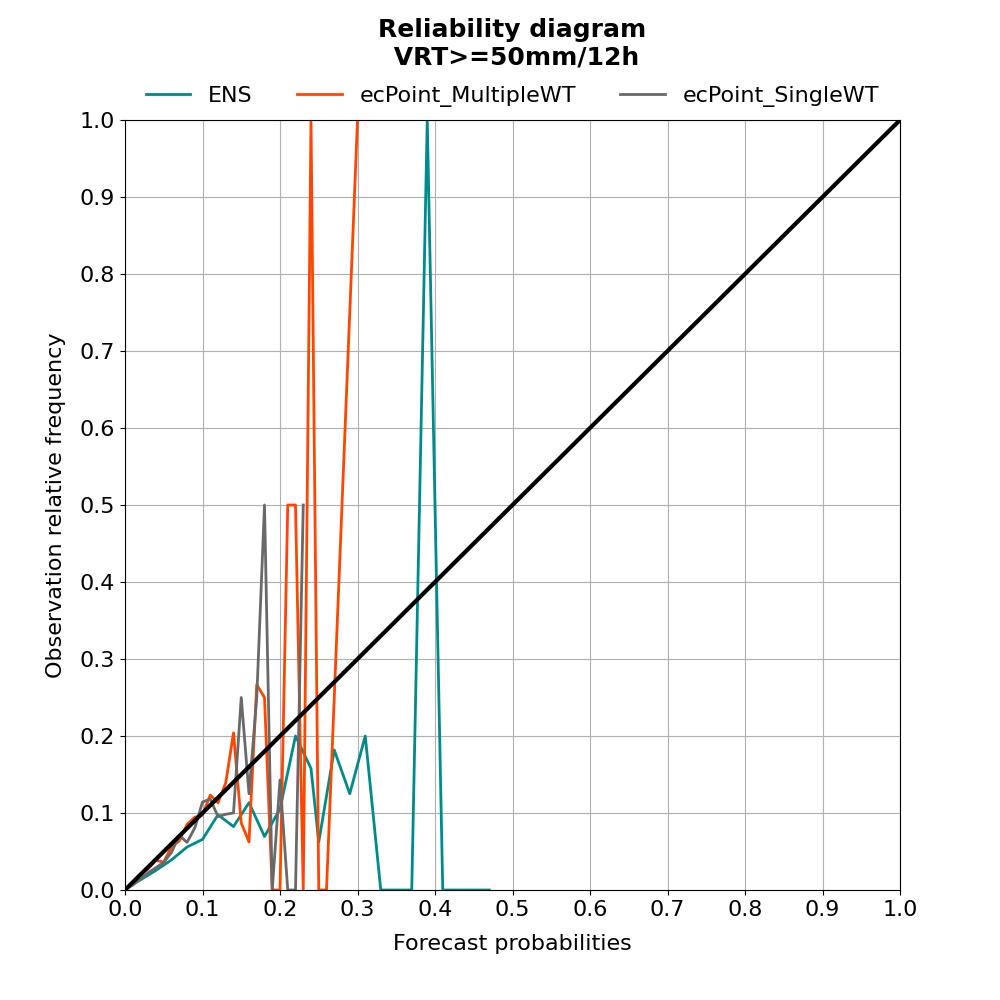 Reliability diagram
VRT>=50mm/12h
ENS ecPoint_MultipleWT ecPoint_SingleWT
1.0
0.9
0.8
0.7
0.6
0.5
0.4
0.3
0.2
0.1
0.0
Observation relative frequency
0.0 0.1 0.2 0.3 0.4 0.5 0.6 0.7 0.8 0.9 1.0
Forecast probabilities